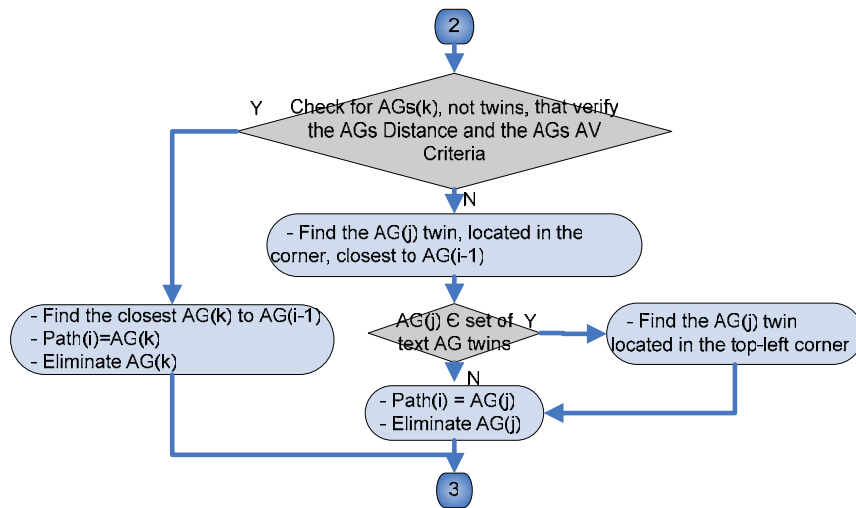 2
Y
Check for AGs(k), not twins, that verify
the AGs Distance and the AGs AV
Criteria
N
- Find the AG(j) twin, located in the
corner, closest to AG(i-1)
- Find the closest AG(k) to AG(i-1)
- Path(i)=AG(k)
- Eliminate AG(k)
AG(j) Є set of
text AG twins
Y
- Find the AG(j) twin
located in the top-left corner
N
- Path(i) = AG(j)
- Eliminate AG(j)
3